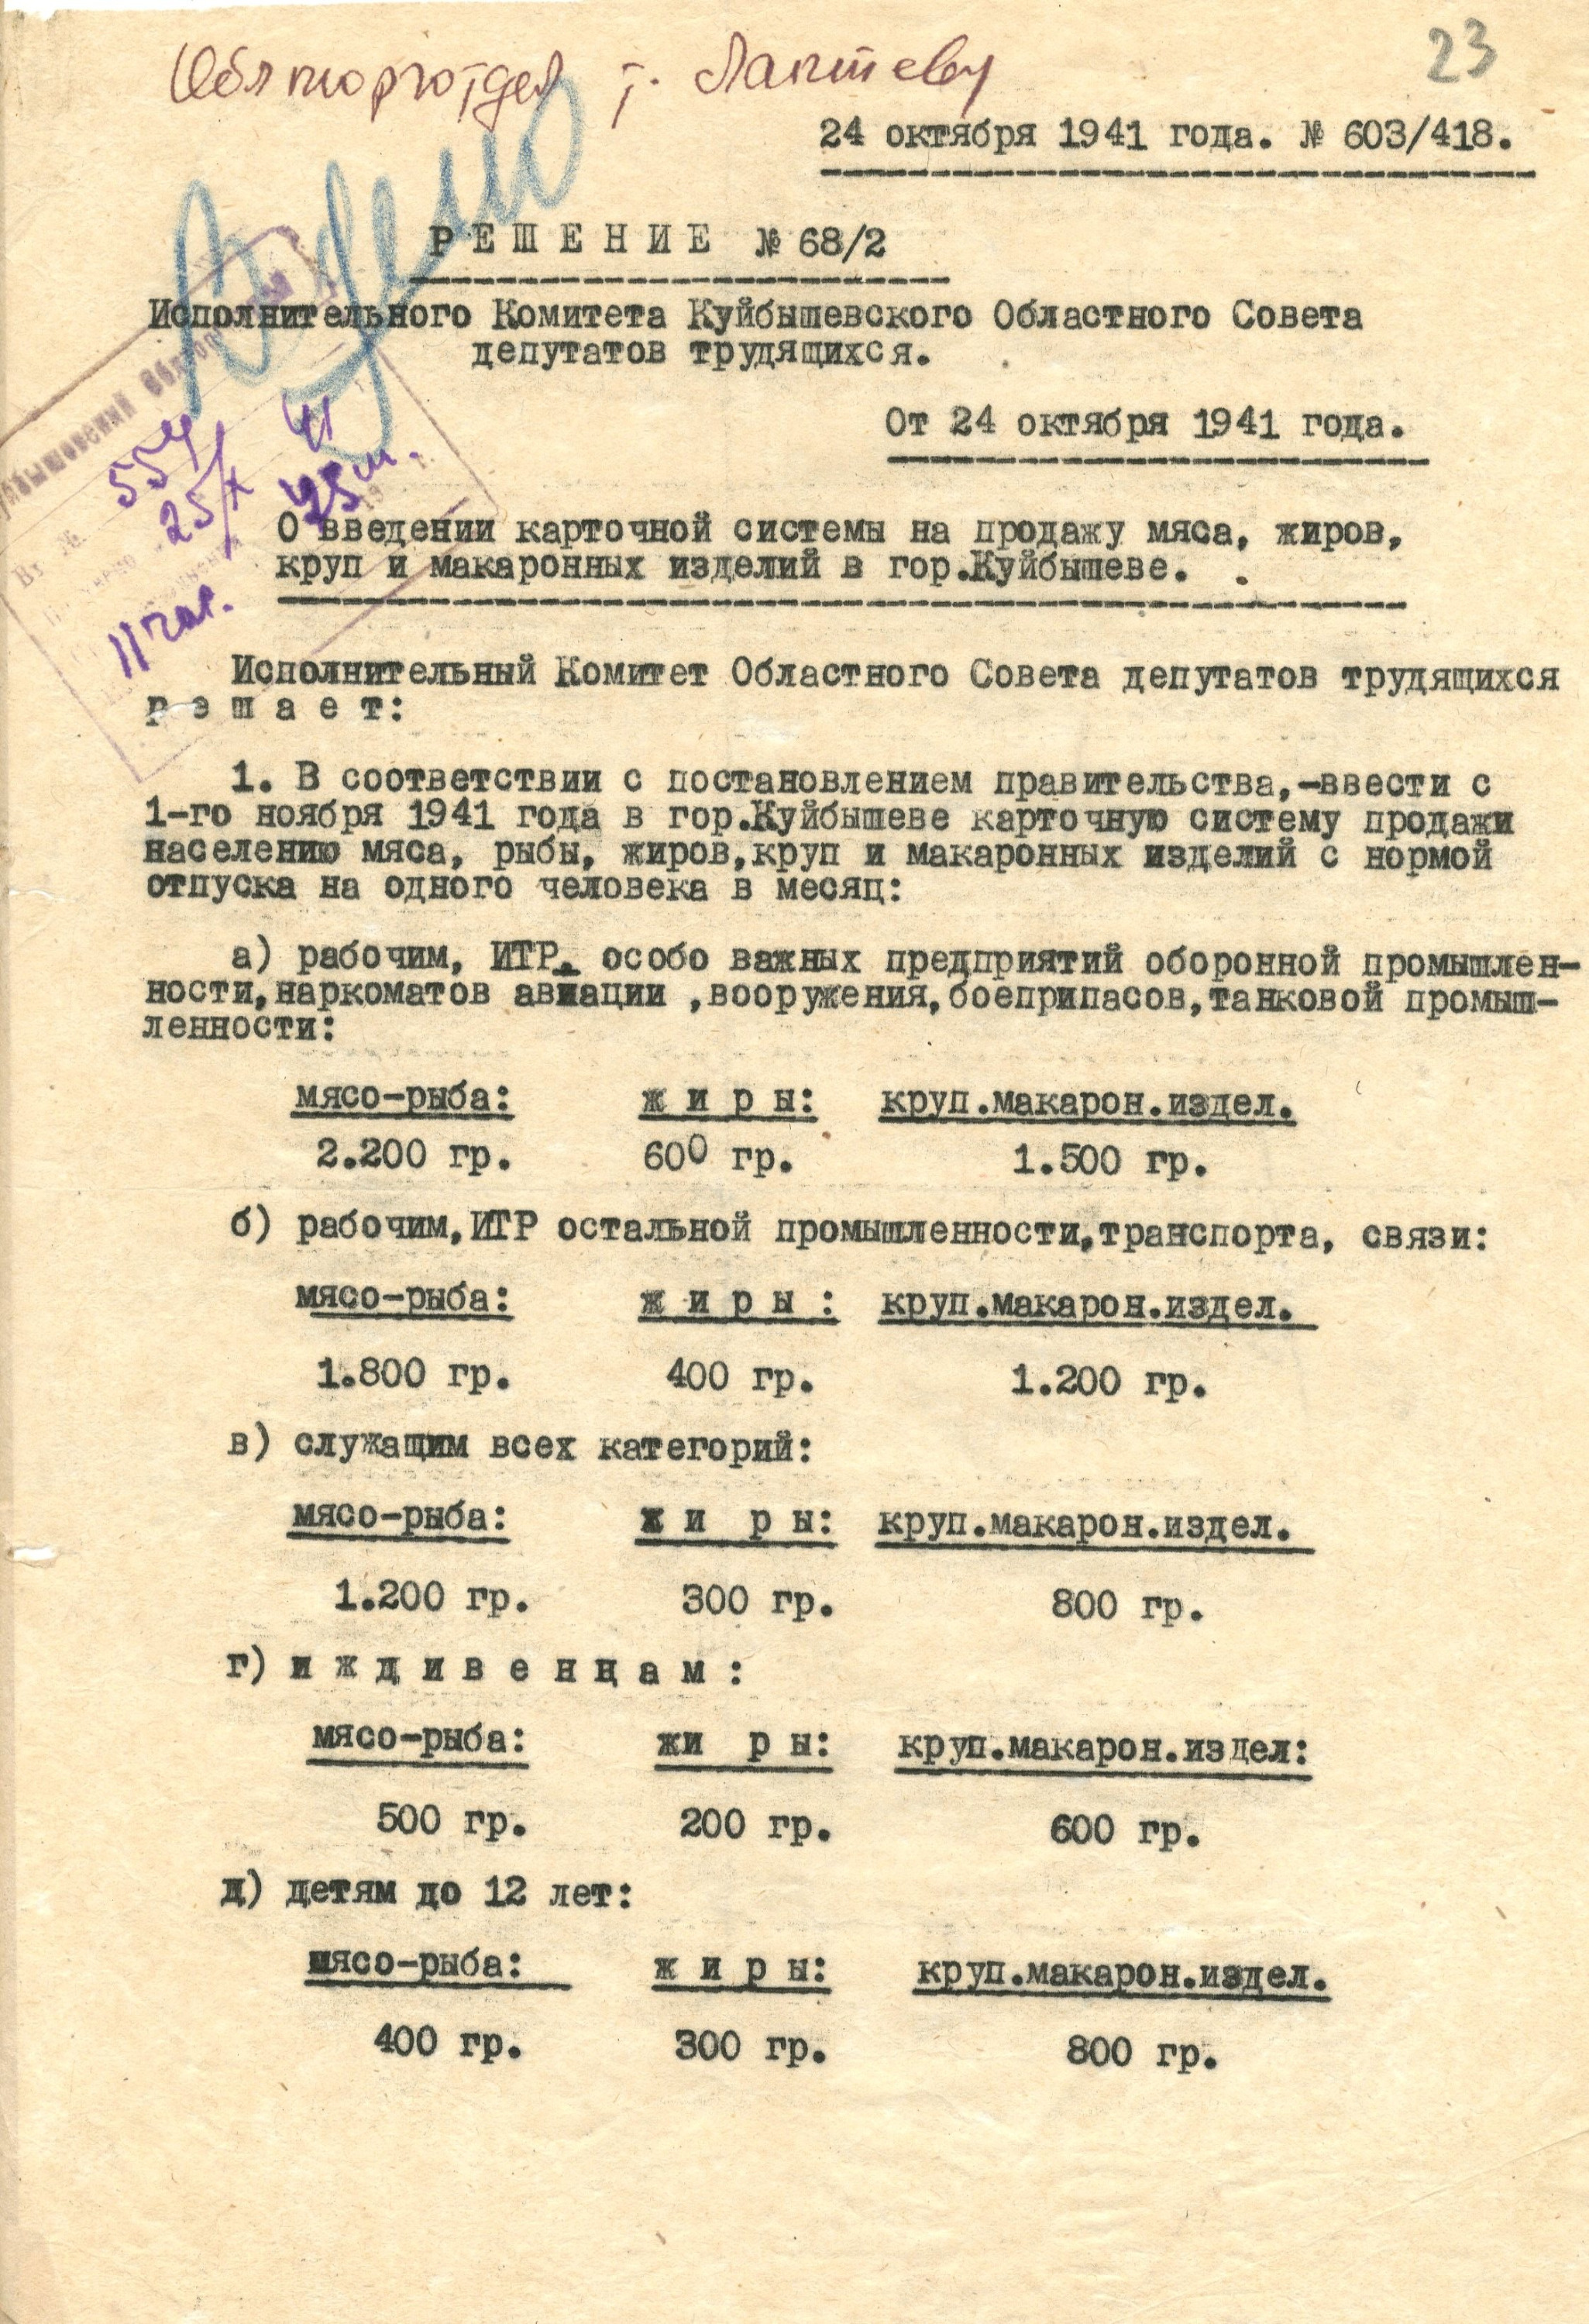 23
Облторготдел т. Лаптеву
24 октября 1941 года. № 603/418.
Р Е Ш Е Н И Е № 68/2
Исполнительного Комитета Куйбышевского Областного Совета
депутатов трудящихся.
От 24 октября 1941 года.
554
25/X 41
11 час. 25 м.
О введении карточной системы на продажу мяса, жиров,
круп и макаронных изделий в гор.Куйбышеве.
Исполнительный Комитет Областного Совета депутатов трудящихся
р е ш а е т:
1. В соответствии с постановлением правительства,-ввести с
1-го ноября 1941 года в гор.Куйбышеве карточную систему продажи
населению мяса, рыбы, жиров,круп и макаронных изделий с нормой
отпуска на одного человека в месяц:
а) рабочим, ИТР. особо важных предприятий оборонной промышлен-
ности,наркоматов авиации ,вооружения,боеприпасов,танковой промыш-
ленности:
мясо-рыба: ж и р ы: круп.макарон.издел.
2.200 гр. 600 гр. 1.500 гр.
б) рабочим,ИТР остальной промышленности,транспорта, связи:
мясо-рыба: ж и р ы : круп.макарон.издел.
1.800 гр. 400 гр. 1.200 гр.
в) служащим всех категорий:
мясо-рыба: ж и р ы: круп.макарон.издел.
1.200 гр. 300 гр. 800 гр.
г) и ж д и в е н ц а м :
мясо-рыба: жи р ы: круп.макарон.издел:
500 гр. 200 гр. 600 гр.
д) детям до 12 лет:
мясо-рыба: ж и р ы: круп.макарон.издел.
400 гр. 300 гр. 800 гр.